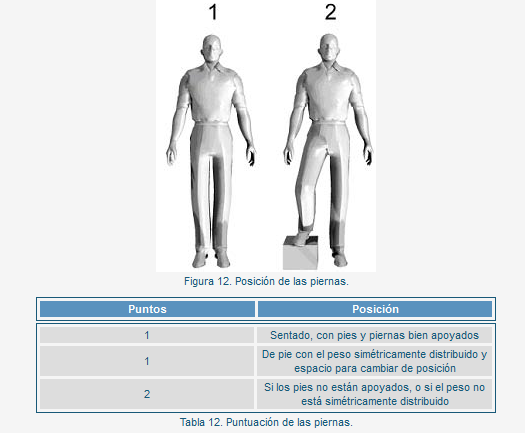 1 2
Figura 12. Posición de las piernas.
Puntos Posición
1 Sentado, con pies y piernas bien apoyados
1 De pie con el peso simétricamente distribuido y
espacio para cambiar de posición
2 Si los pies no están apoyados, o si el peso no
está simétricamente distribuido
Tabla 12. Puntuación de las piernas.